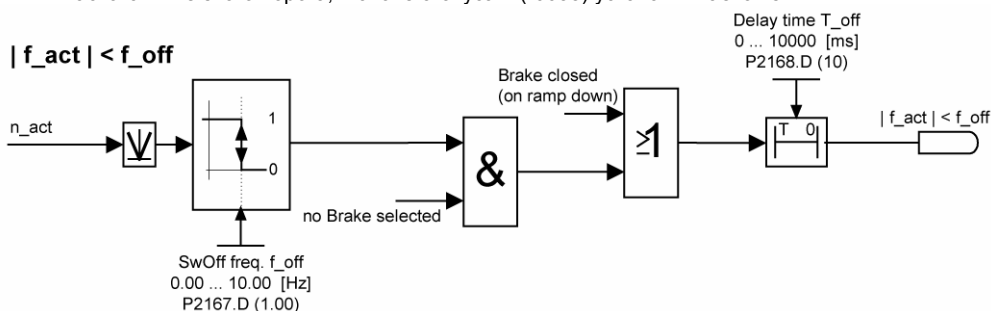 Delay time T_off
0 ... 10000 [ms]
P2168.D (10)
| f_act | < f_off
Brake closed
(on ramp down)
n_act
1
0
&
≥1
T 0
| f_act | < f_off
no Brake selected
SwOff freq. f_off
0.00 ... 10.00 [Hz]
P2167.D (1.00)